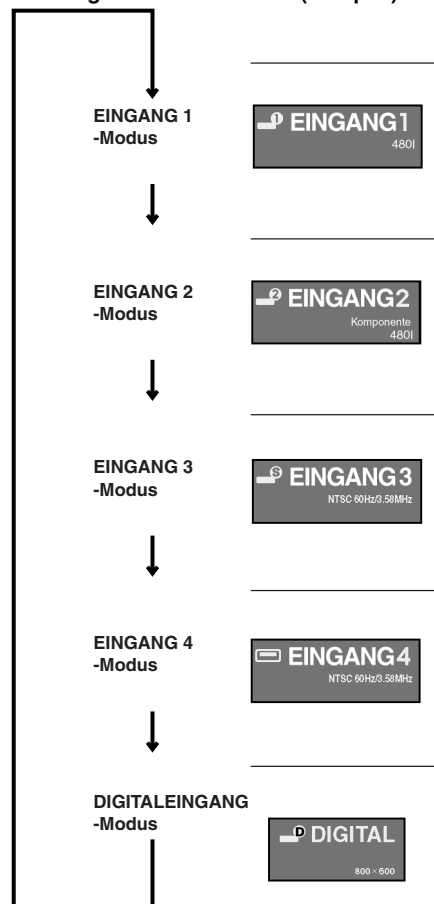 EINGANG 1
-Modus
EINGANG1
480I
EINGANG 2
-Modus
EINGANG2
Komponente
480I
EINGANG 3
-Modus
S EINGANG3
NTSC 60Hz/3.58MHz
EINGANG 4
-Modus
EINGANG4
NTSC 60Hz/3.58MHz
DIGITALEINGANG
-Modus
D DIGITAL
800 × 600